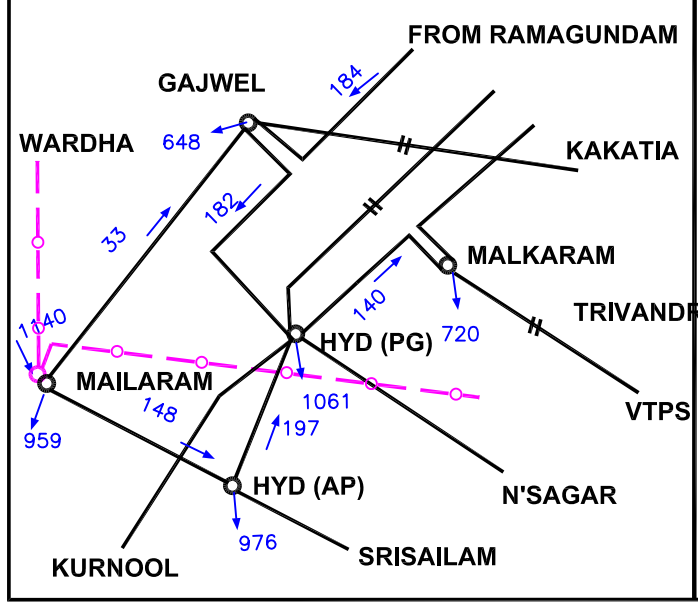 FROM RAMAGUNDAM
GAJWEL
184
WARDHA
648
KAKATIA
182
33
MALKARAM
140
TRIVANDR
1140
720
HYD (PG)
MAILARAM
1061
148
VTPS
959
197
HYD (AP)
N'SAGAR
976
SRISAILAM
KURNOOL